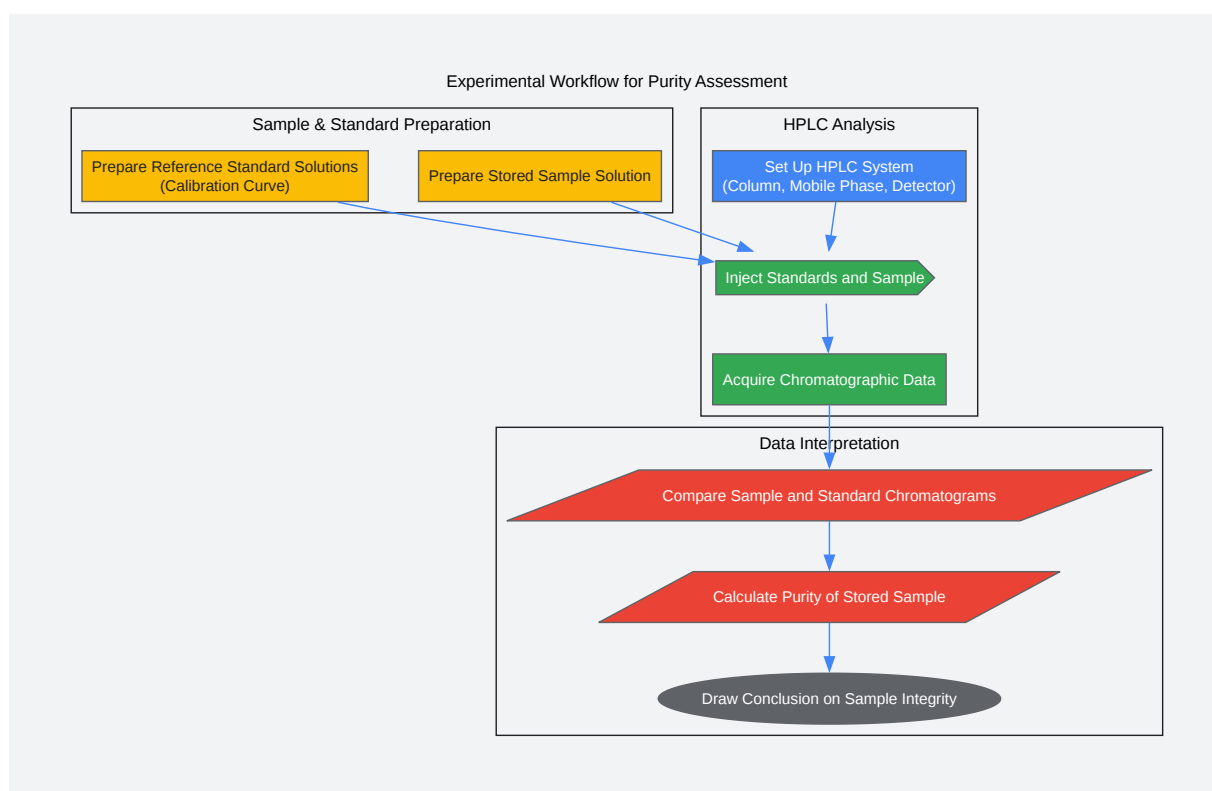 Experimental Workflow for Purity Assessment
Sample & Standard Preparation
Prepare Reference Standard Solutions
(Calibration Curve)
Prepare Stored Sample Solution
HPLC Analysis
Set Up HPLC System
(Column, Mobile Phase, Detector)
Inject Standards and Sample
Acquire Chromatographic Data
Data Interpretation
Compare Sample and Standard Chromatograms
Calculate Purity of Stored Sample
Draw Conclusion on Sample Integrity